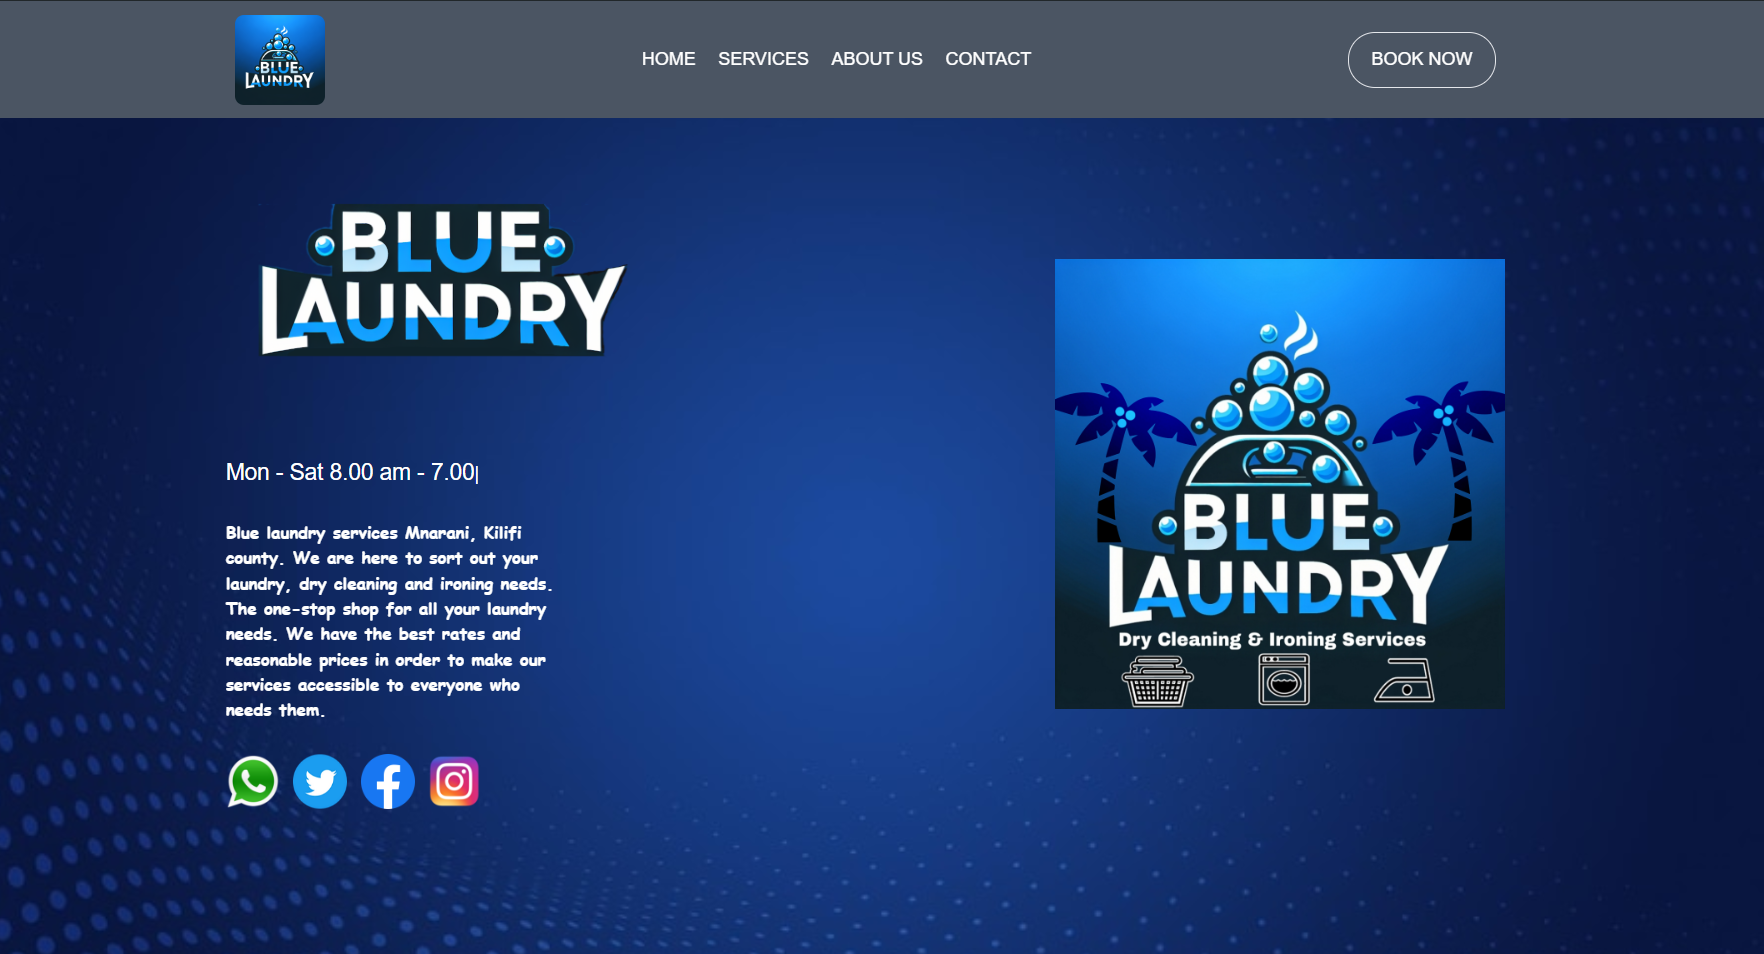 BLUE
LAUNDRY
HOME SERVICES ABOUT US CONTACT
BOOK NOW
BLUE
LAUNDRY
Mon - Sat 8.00 am - 7.00|
Blue laundry services Mnarani, Kilifi
county. We are here to sort out your
laundry, dry cleaning and ironing needs.
The one-stop shop for all your laundry
needs. We have the best rates and
reasonable prices in order to make our
services accessible to everyone who
needs them.
BLUE
LAUNDRY
Dry Cleaning & Ironing Services